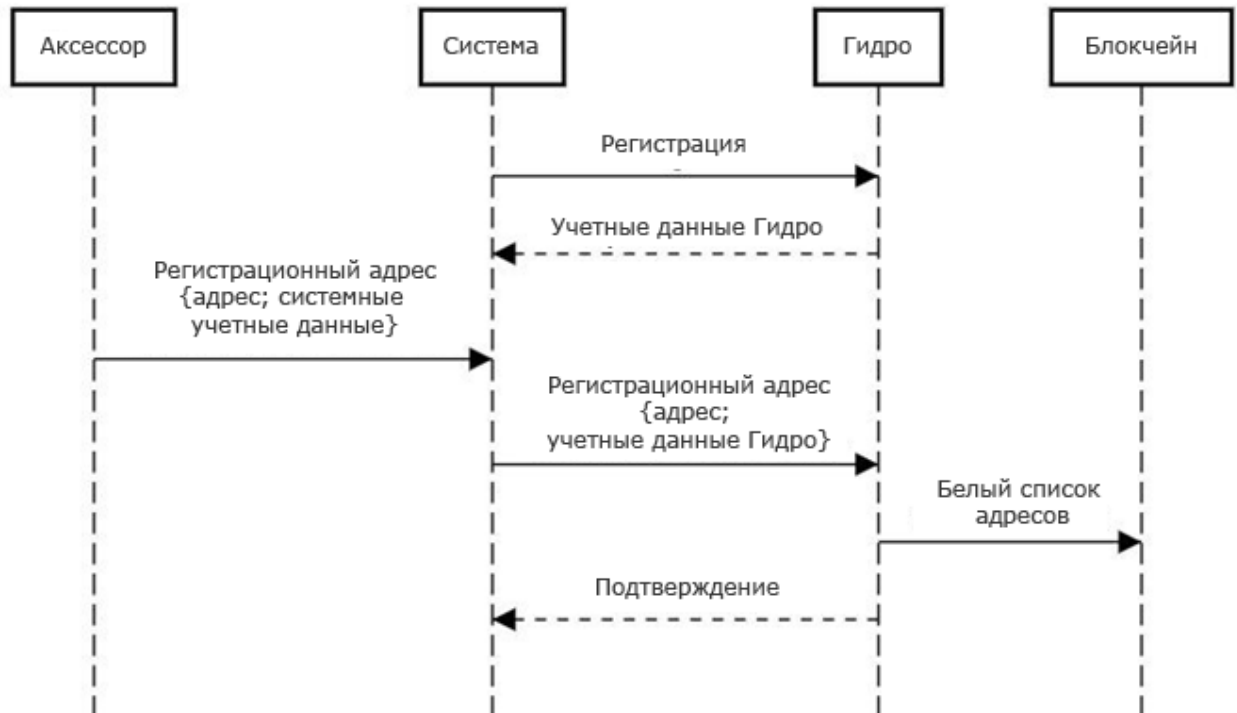 Аксессор
Система
Гидро
Блокчейн
Регистрация
Учетные данные Гидро
Регистрационный адрес
{адрес; системные
учетные данные}
Регистрационный адрес
{адрес;
учетные данные Гидро}
Белый список
адресов
Подтверждение